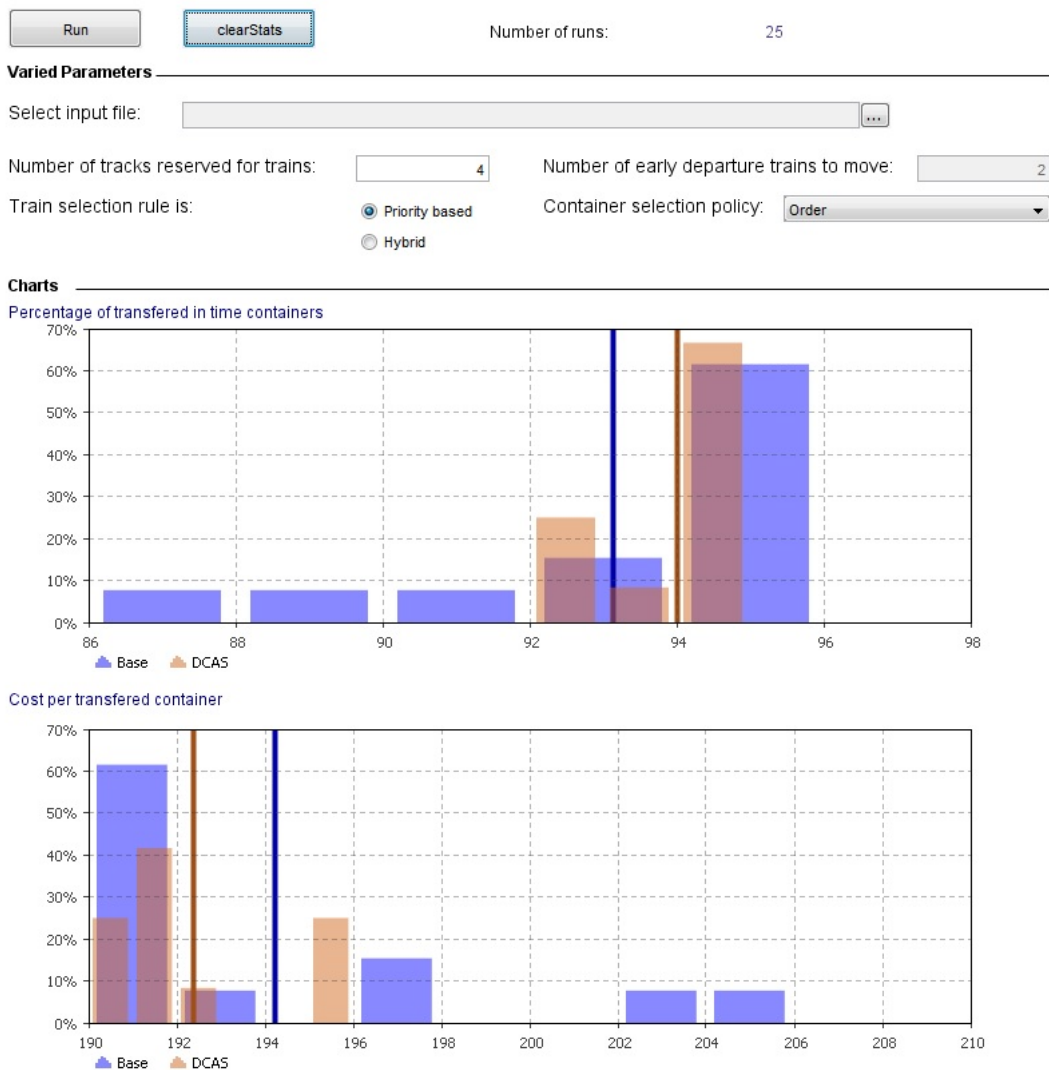 Run clearStats Number of runs: 25
Varied Parameters
Select input file: ...
Number of tracks reserved for trains: 4 Number of early departure trains to move: 2
Train selection rule is: Priority based Container selection policy: Order
Hybrid
Charts
Percentage of transfered in time containers
70%
60%
50%
40%
30%
20%
10%
0%
86 88 90 92 94 96 98
Base DCAS
Cost per transfered container
70%
60%
50%
40%
30%
20%
10%
0%
190 192 194 196 198 200 202 204 206 208 210
Base DCAS